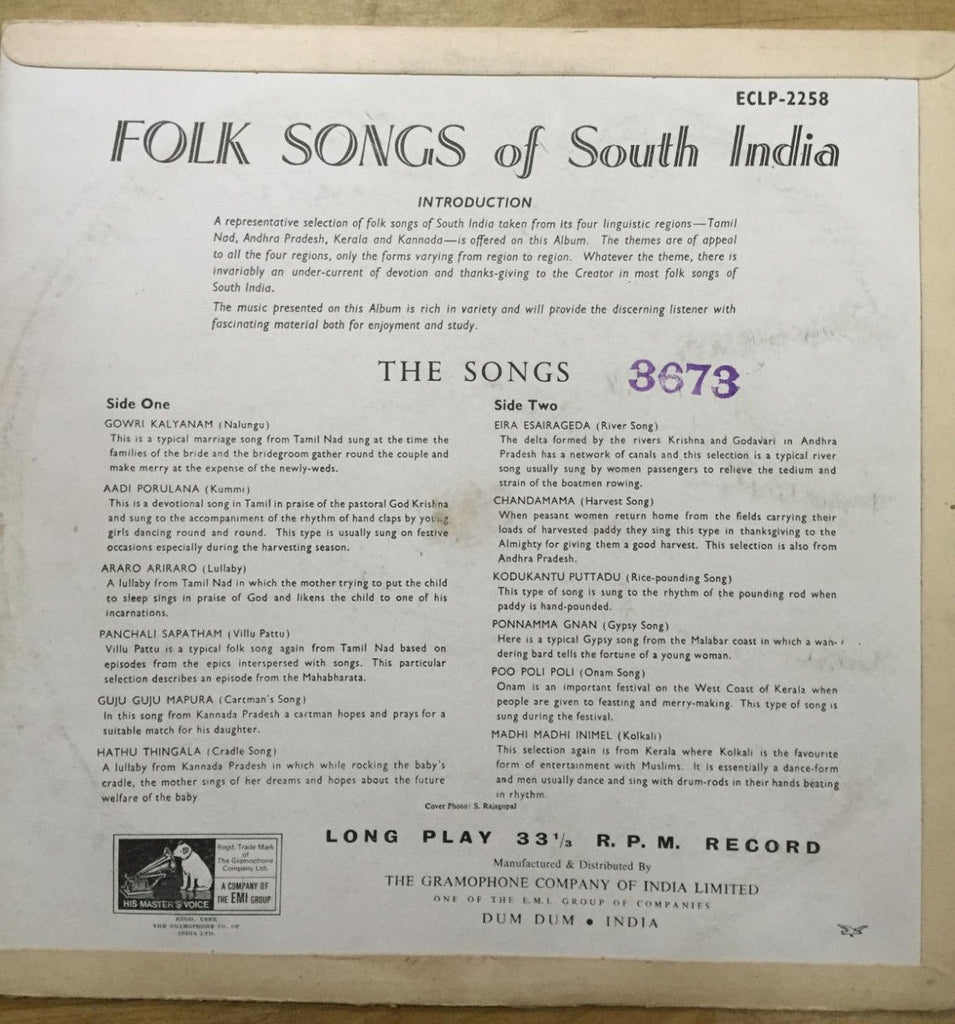 ECLP-2258
FOLK SONGS of South India
INTRODUCTION
A representative selection of folk songs of South India taken from its four linguistic regions—Tamil
Nad, Andhra Pradesh, Kerala and Kannada—is offered on this Album. The themes are of appeal
to all the four regions, only the forms varying from region to region. Whatever the theme, there is
invariably an under-current of devotion and thanks-giving to the Creator in most folk songs of
South India.
The music presented on this Album is rich in variety and will provide the discerning listener with
fascinating material both for enjoyment and study.
THE SONGS
3673
Side One
GOWRI KALYANAM (Nalungu)
This is a typical marriage song from Tamil Nad sung at the time the
families of the bride and the bridegroom gather round the couple and
make merry at the expense of the newly-weds.
AADI PORULANA (Kummi)
This is a devotional song in Tamil in praise of the pastoral God Krishna
and sung to the accompaniment of the rhythm of hand claps by young
girls dancing round and round. This type is usually sung on festive
occasions especially during the harvesting season.
ARARO ARIRARO (Lullaby)
A lullaby from Tamil Nad in which the mother trying to put the child
to sleep sings in praise of God and likens the child to one of his
incarnations.
PANCHALI SAPATHAM (Villu Pattu)
Villu Pattu is a typical folk song again from Tamil Nad based on
episodes from the epics interspersed with songs. This particular
selection describes an episode from the Mahabharata.
GUJU GUJU MAPURA (Cartman's Song)
In this song from Kannada Pradesh a cartman hopes and prays for a
suitable match for his daughter.
HATHU THINGALA (Cradle Song)
A lullaby from Kannada Pradesh in which while rocking the baby's
cradle, the mother sings of her dreams and hopes about the future
welfare of the baby
Side Two
EIRA ESAIRAGEDA (River Song)
The delta formed by the rivers Krishna and Godavari in Andhra
Pradesh has a network of canals and this selection is a typical river
song usually sung by women passengers to relieve the tedium and
strain of the boatmen rowing.
CHANDAMAMA (Harvest Song)
When peasant women return home from the fields carrying their
loads of harvested paddy they sing this type in thanksgiving to the
Almighty for giving them a good harvest. This selection is also from
Andhra Pradesh.
KODUKANTU PUTTADU (Rice-pounding Song)
This type of song is sung to the rhythm of the pounding rod when
paddy is hand-pounded.
PONNAMMA GNAN (Gypsy Song)
Here is a typical Gypsy song from the Malabar coast in which a wan-
dering bard tells the fortune of a young woman.
POO POLI POLI (Onam Song)
Onam is an important festival on the West Coast of Kerala when
people are given to feasting and merry-making. This type of song is
sung during the festival.
MADHI MADHI INIMEL (Kolkali)
This selection again is from Kerala where Kolkali is the favourite
form of entertainment with Muslims. It is essentially a dance-form
and men usually dance and sing with drum-rods in their hands beating
in rhythm.
Cover Photo: S. Rajagopal
HIS MASTER'S VOICE
Regd. Trade Mark
of
The Gramophone
Company Ltd.
A COMPANY OF
THE EMI GROUP
REGD. USER
THE GRAMOPHONE CO. OF
INDIA LTD.
LONG PLAY 33 1/3 R. P. M. RECORD
Manufactured & Distributed By
THE GRAMOPHONE COMPANY OF INDIA LIMITED
ONE OF THE E.M.I. GROUP OF COMPANIES
DUM DUM • INDIA